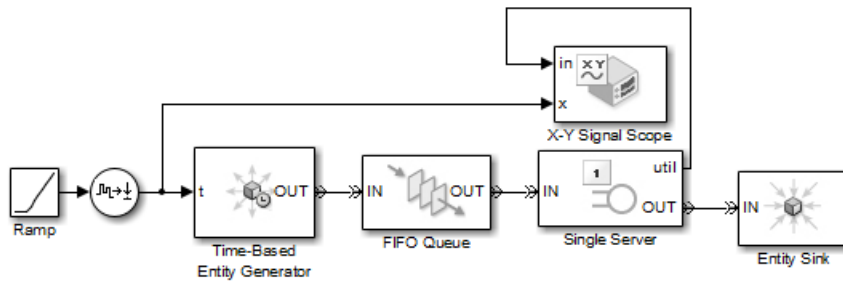 in
XY
x
X-Y Signal Scope
t
OUT
IN
OUT
IN
1
util
OUT
IN
Ramp
Time-Based
Entity Generator
FIFO Queue
Single Server
Entity Sink